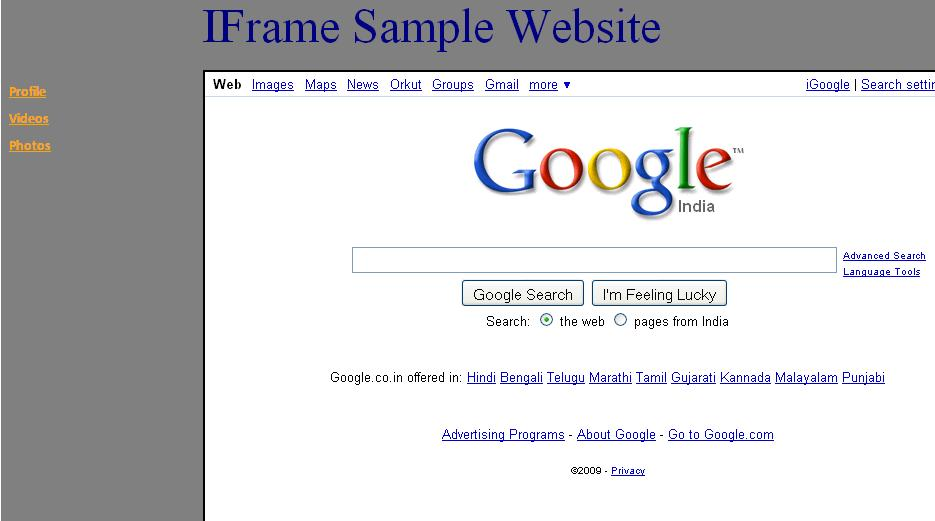 IFrame Sample Website
Profile
Videos
Photos
Web Images Maps News Orkut Groups Gmail more ▼ iGoogle | Search settin
Google™
India
Advanced Search
Language Tools
Google Search I'm Feeling Lucky
Search: the web pages from India
Google.co.in offered in: Hindi Bengali Telugu Marathi Tamil Gujarati Kannada Malayalam Punjabi
Advertising Programs - About Google - Go to Google.com
©2009 - Privacy